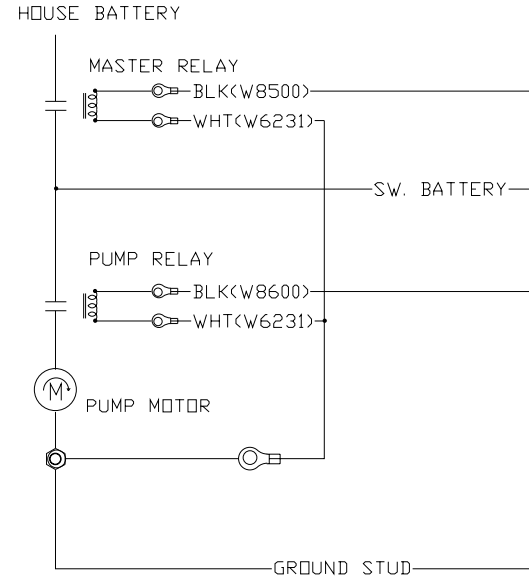 HOUSE BATTERY
MASTER RELAY
BLK(W8500)
WHT(W6231)
SW. BATTERY
PUMP RELAY
BLK(W8600)
WHT(W6231)
M
PUMP MOTOR
GROUND STUD